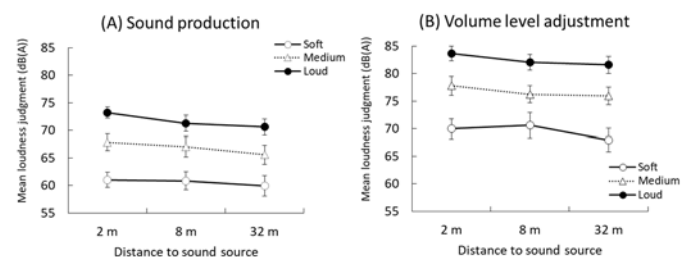 (A) Sound production
Mean loudness judgment (dB(A))
85
80
75
70
65
60
55
Soft
Medium
Loud
2 m
8 m
32 m
Distance to sound source
(B) Volume level adjustment
Mean loudness judgment (dB(A))
85
80
75
70
65
60
55
Soft
Medium
Loud
2 m
8 m
32 m
Distance to sound source